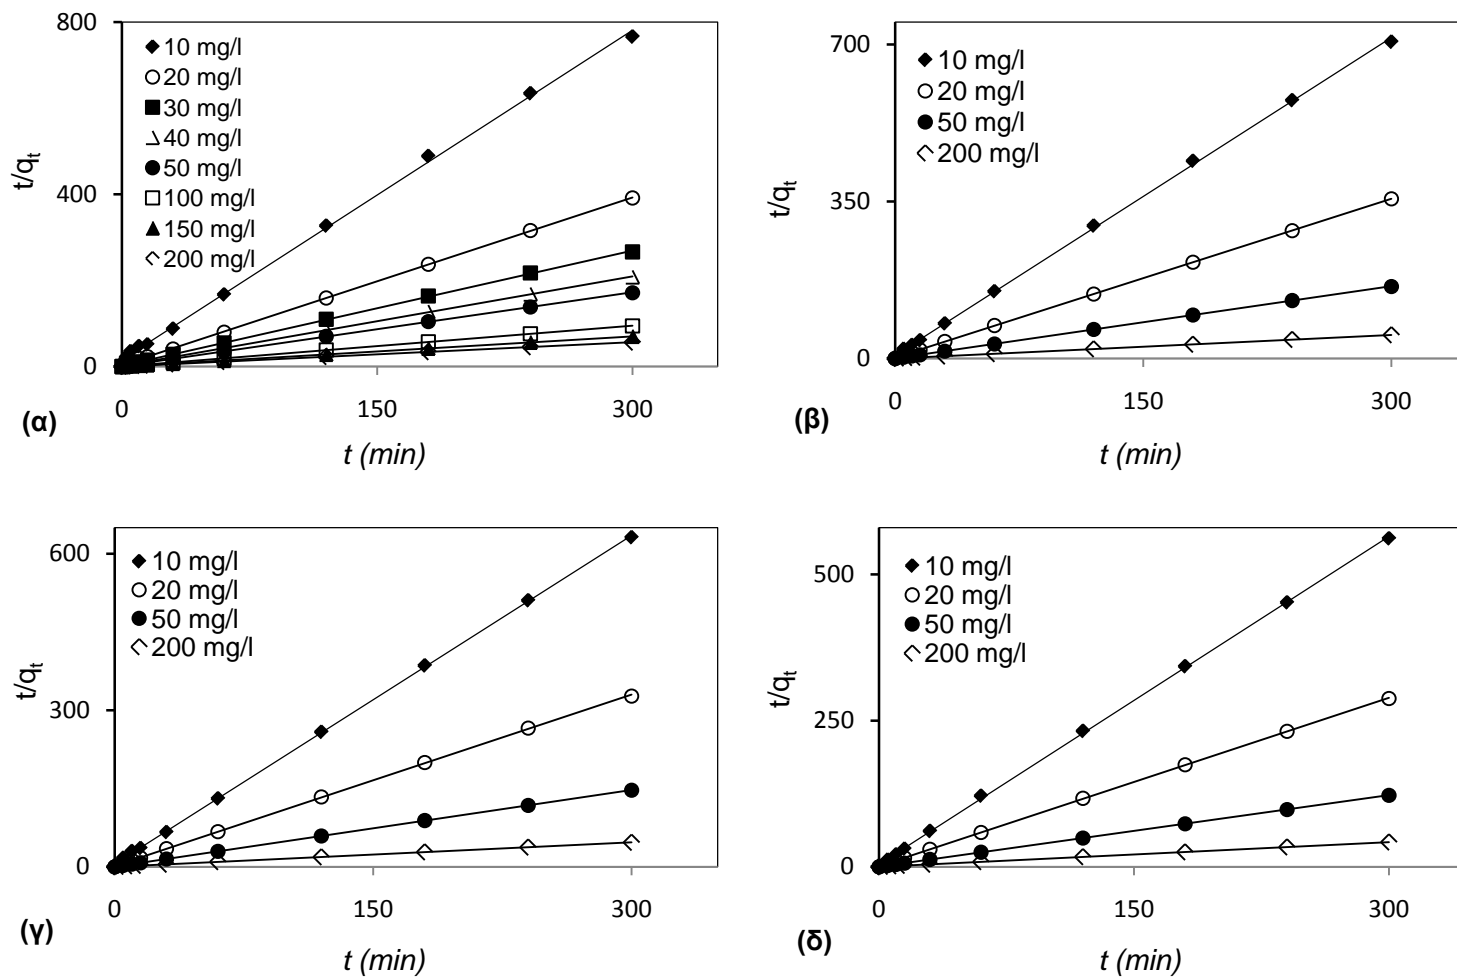 800
400
0
t/qt
10 mg/l
20 mg/l
30 mg/l
40 mg/l
50 mg/l
100 mg/l
150 mg/l
200 mg/l
0 150 300
t (min)
(α)
700
350
0
t/qt
10 mg/l
20 mg/l
50 mg/l
200 mg/l
0 150 300
t (min)
(β)
600
300
0
t/qt
10 mg/l
20 mg/l
50 mg/l
200 mg/l
0 150 300
t (min)
(γ)
500
250
0
t/qt
10 mg/l
20 mg/l
50 mg/l
200 mg/l
0 150 300
t (min)
(δ)